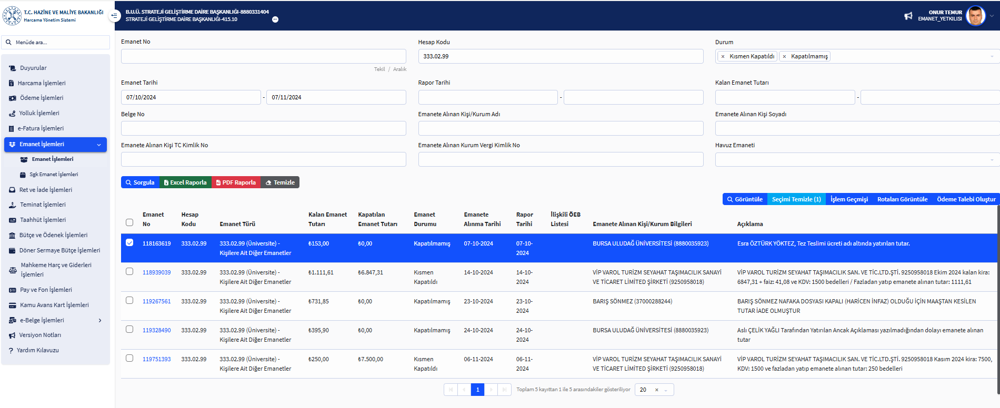 T.C. HAZİNE VE MALİYE BAKANLIĞI
Harcama Yönetim Sistemi
B.U.Ü. STRATEJİ GELİŞTİRME DAİRE BAŞKANLIĞI-8880331404
STRATEJİ GELİŞTİRME DAİRE BAŞKANLIĞI-415.10
ONUR TEMUR
EMANET_YETKILISI
Menüde ara...
Duyurular
Harcama İşlemleri
Ödeme İşlemleri
Yolluk İşlemleri
e-Fatura İşlemleri
Emanet İşlemleri
Emanet İşlemleri
Sgk Emanet İşlemleri
Ret ve İade İşlemleri
Teminat İşlemleri
Taahhüt İşlemleri
Bütçe ve Ödenek İşlemleri
Döner Sermaye Bütçe İşlemleri
Mahkeme Harç ve Giderleri
İşlemleri
Pay ve Fon İşlemleri
Kamu Avans Kart İşlemleri
e-Belge İşlemleri
Versiyon Notları
? Yardım Kılavuzu
Emanet No
Tekil / Aralık
Hesap Kodu
333.02.99
Durum
× Kısmen Kapatıldı × Kapatılmamış
Emanet Tarihi
07/10/2024 - 07/11/2024
Rapor Tarihi
-
Kalan Emanet Tutarı
-
Belge No
Emanete Alınan Kişi/Kurum Adı
Emanete Alınan Kişi Soyadı
Emanete Alınan Kişi TC Kimlik No
Emanete Alınan Kurum Vergi Kimlik No
Havuz Emaneti
Sorgula Excel Raporla PDF Raporla Temizle
Görüntüle Seçimi Temizle (1) İşlem Geçmişi Rotaları Görüntüle Ödeme Talebi Oluştur
Emanet Hesap Kalan Emanet Kapatılan Emanet Emanete Rapor İlişkili ÖEB
No Kodu Emanet Türü Tutarı Emanet Tutarı Durumu Alınma Tarihi Tarihi Listesi Emanete Alınan Kişi/Kurum Bilgileri Açıklama
118163619 333.02.99 333.02.99 (Üniversite) - ₺153,00 ₺0,00 Kapatılmamış 07-10-2024 07-10- BURSA ULUDAĞ ÜNİVERSİTESİ (8880035923) Esra ÖZTÜRK YÖKTEZ, Tez Teslimi ücreti adı altında yatırılan tutar.
Kişilere Ait Diğer Emanetler 2024
118939039 333.02.99 333.02.99 (Üniversite) - ₺1.111,61 ₺6.847,31 Kısmen 14-10-2024 14-10- VİP VAROL TURİZM SEYAHAT TAŞIMACILIK SANAYİ VİP VAROL TURİZM SEYAHAT TAŞIMACILIK SAN. VE TİC.LTD.ŞTİ. 9250958018 Ekim 2024 kalan kira:
Kişilere Ait Diğer Emanetler Kapatıldı 2024 VE TİCARET LİMİTED ŞİRKETİ (9250958018) 6847,31 + faiz: 41,08 ve KDV: 1500 bedelleri / Fazladan yatıp emanete alınan tutar: 1111,61
119267561 333.02.99 333.02.99 (Üniversite) - ₺731,85 ₺0,00 Kapatılmamış 23-10-2024 23-10- BARIŞ SÖNMEZ (37000288244) BARIŞ SÖNMEZ NAFAKA DOSYASI KAPALI (HARİCEN İNFAZ) OLDUĞU İÇİN MAAŞTAN KESİLEN
Kişilere Ait Diğer Emanetler 2024 TUTAR İADE OLMUŞTUR
119328490 333.02.99 333.02.99 (Üniversite) - ₺395,90 ₺0,00 Kapatılmamış 24-10-2024 24-10- BURSA ULUDAĞ ÜNİVERSİTESİ (8880035923) Aslı ÇELİK YAĞLI Tarafından Yatırılan Ancak Açıklaması yazılmadığından dolayı emanete alınan
Kişilere Ait Diğer Emanetler 2024 tutar
119751393 333.02.99 333.02.99 (Üniversite) - ₺250,00 ₺7.500,00 Kısmen 06-11-2024 06-11- VİP VAROL TURİZM SEYAHAT TAŞIMACILIK SANAYİ VİP VAROL TURİZM SEYAHAT TAŞIMACILIK SAN. VE TİC.LTD.ŞTİ. 9250958018 Kasım 2024 kira: 7500,
Kişilere Ait Diğer Emanetler Kapatıldı 2024 VE TİCARET LİMİTED ŞİRKETİ (9250958018) KDV: 1500 ve fazladan yatıp emanete alınan tutar: 250 bedelleri
1 Toplam 5 kayıttan 1 ile 5 arasındakiler gösteriliyor 20 ×